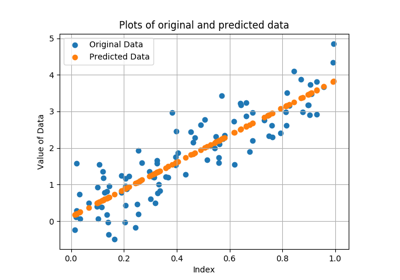 Plots of original and predicted data
Original Data
Predicted Data
Value of Data
5
4
3
2
1
0
0.0 0.2 0.4 0.6 0.8 1.0
Index